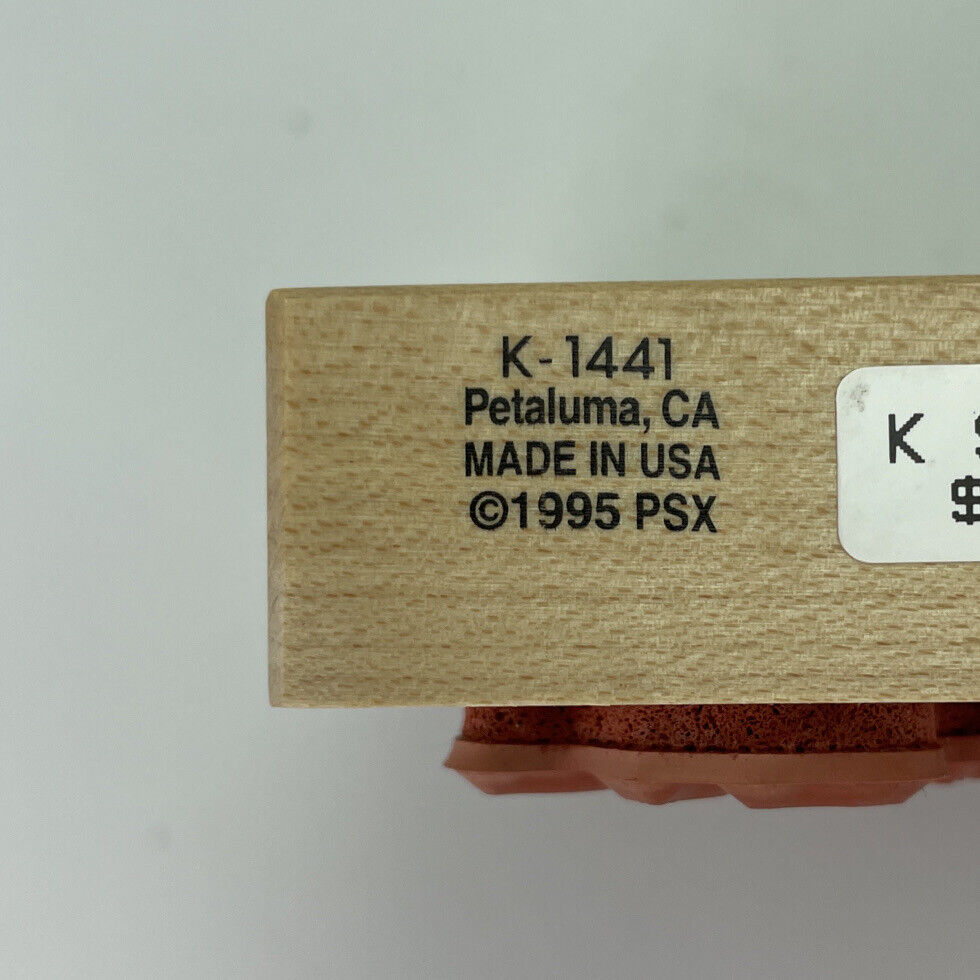 K-1441
Petaluma, CA
MADE IN USA
©1995 PSX
K
$